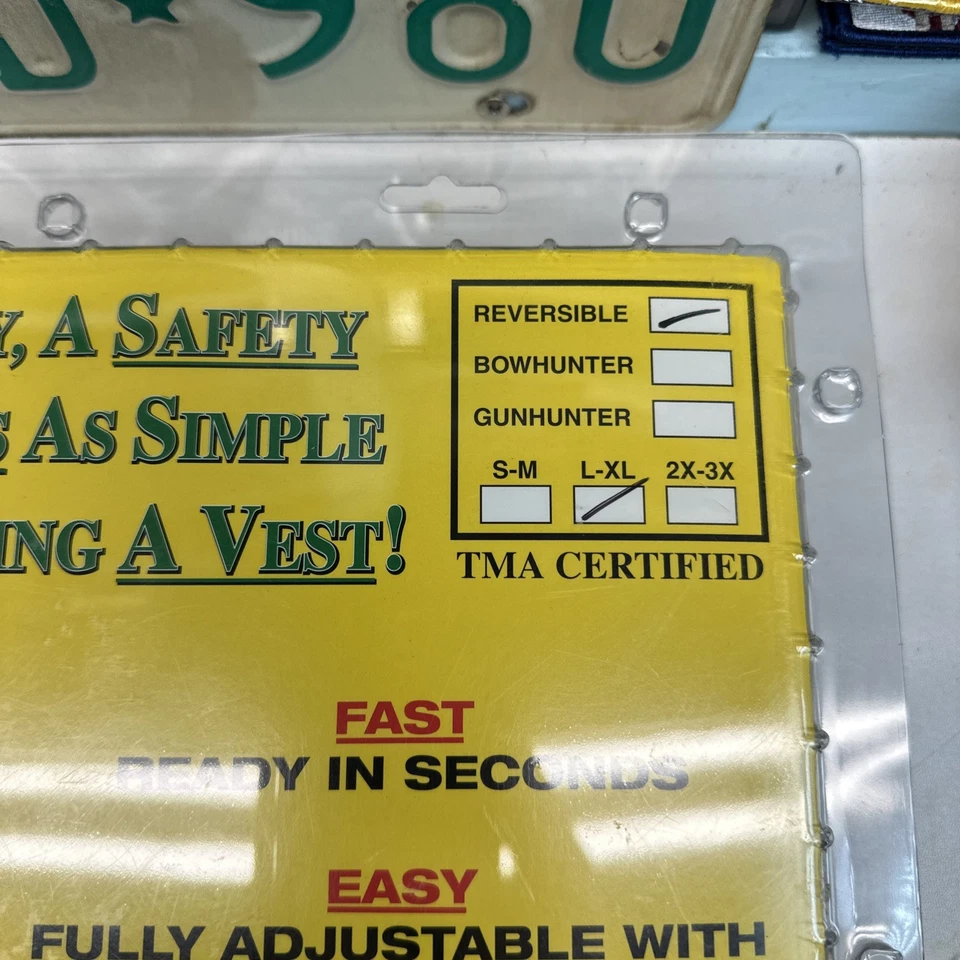 980
Y, A SAFETY
S AS SIMPLE
ING A VEST!
REVERSIBLE
BOWHUNTER
GUNHUNTER
S-M L-XL 2X-3X
TMA CERTIFIED
FAST
READY IN SECONDS
EASY
FULLY ADJUSTABLE WITH